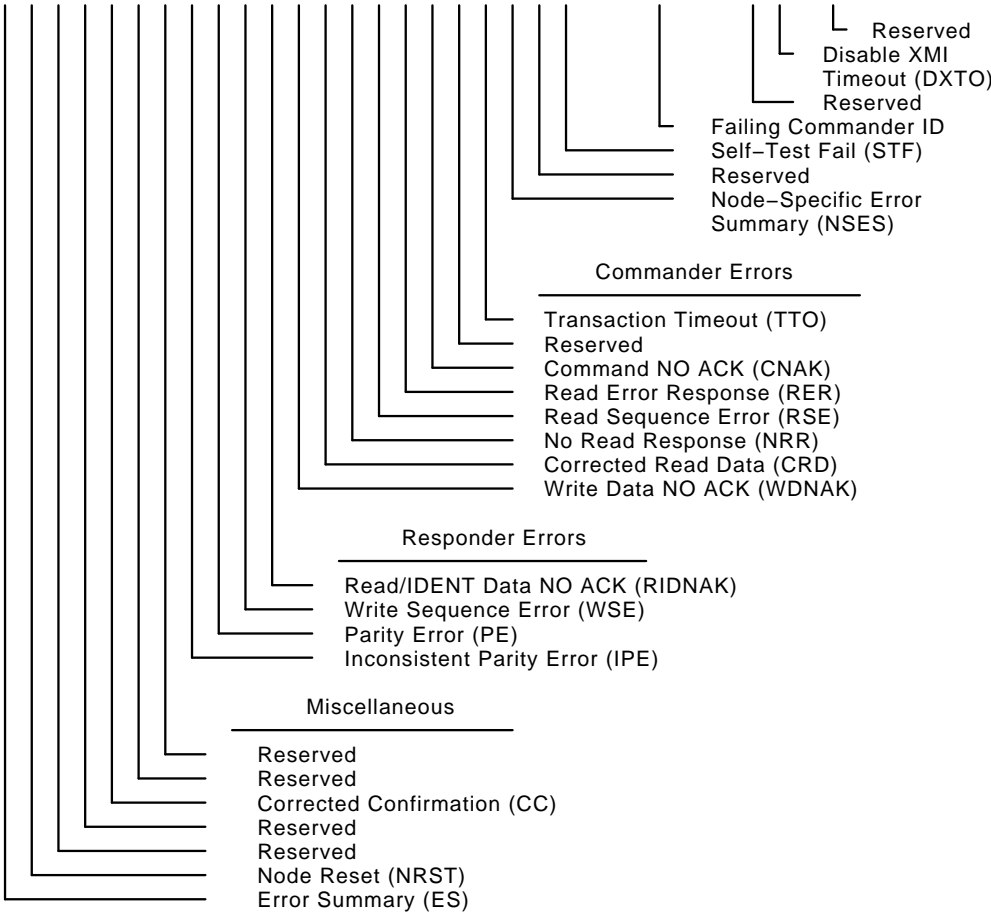 Reserved
Disable XMI
Timeout (DXTO)
Reserved
Failing Commander ID
Self−Test Fail (STF)
Reserved
Node−Specific Error
Summary (NSES)
Commander Errors
Transaction Timeout (TTO)
Reserved
Command NO ACK (CNAK)
Read Error Response (RER)
Read Sequence Error (RSE)
No Read Response (NRR)
Corrected Read Data (CRD)
Write Data NO ACK (WDNAK)
Responder Errors
Read/IDENT Data NO ACK (RIDNAK)
Write Sequence Error (WSE)
Parity Error (PE)
Inconsistent Parity Error (IPE)
Miscellaneous
Reserved
Reserved
Corrected Confirmation (CC)
Reserved
Reserved
Node Reset (NRST)
Error Summary (ES)